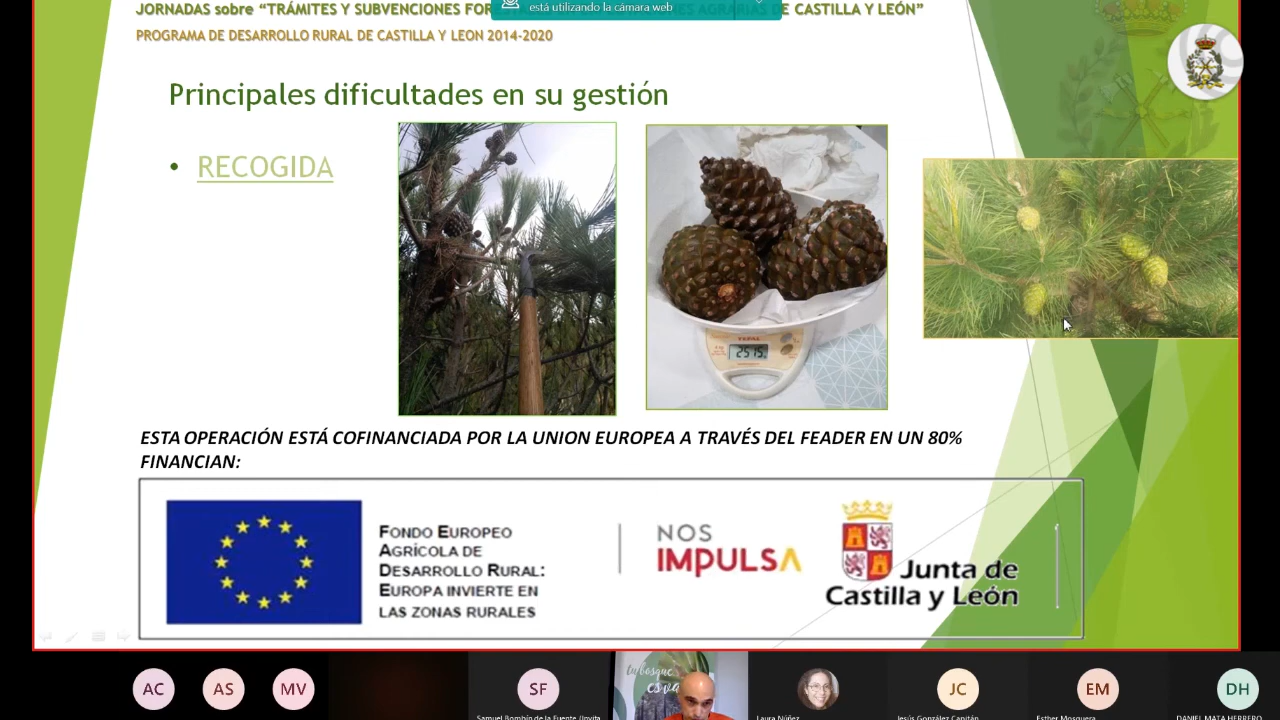 JORNADAS sobre “TRÁMITES Y SUBVENCIONES FOR AGRARIAS DE CASTILLA Y LEÓN”
está utilizando la cámara web
PROGRAMA DE DESARROLLO RURAL DE CASTILLA Y LEON 2014-2020
Principales dificultades en su gestión
• RECOGIDA
2515
ESTA OPERACIÓN ESTÁ COFINANCIADA POR LA UNION EUROPEA A TRAVÉS DEL FEADER EN UN 80%
FINANCIAN:
FONDO EUROPEO
AGRÍCOLA DE
DESARROLLO RURAL:
EUROPA INVIERTE EN
LAS ZONAS RURALES
NOS
IMPULSA
Junta de
Castilla y León
tu bosque
AC
AS
MV
SF
JC
EM
DH
Samuel Bombín de la Fuente (Invita
Laura Núñez
Jesús González Capitán
Esther Mosquera
DANIEL MATA HERRERO